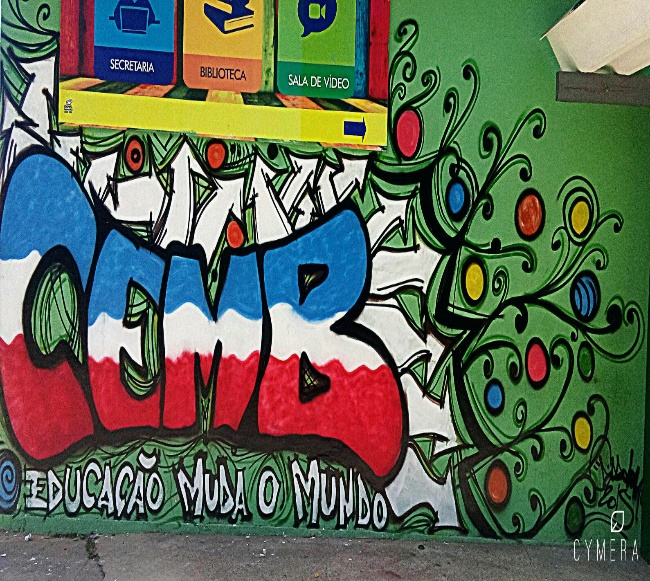 SECRETARIA
BIBLIOTECA
SALA DE VÍDEO
CEMB
EDUCAÇÃO MUDA O MUNDO
CYMERA